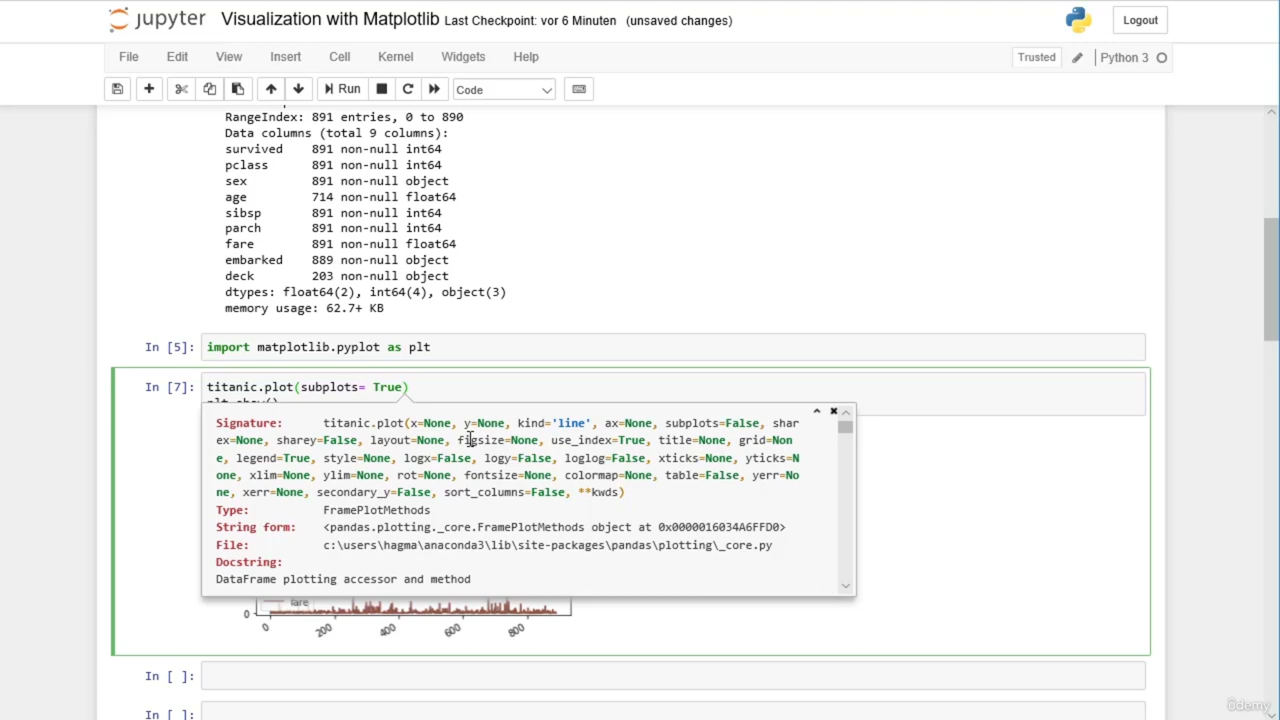 jupyter Visualization with Matplotlib Last Checkpoint: vor 6 Minuten (unsaved changes) Logout
File Edit View Insert Cell Kernel Widgets Help Trusted Python 3
Run Code
RangeIndex: 891 entries, 0 to 890
Data columns (total 9 columns):
survived 891 non-null int64
pclass 891 non-null int64
sex 891 non-null object
age 714 non-null float64
sibsp 891 non-null int64
parch 891 non-null int64
fare 891 non-null float64
embarked 889 non-null object
deck 203 non-null object
dtypes: float64(2), int64(4), object(3)
memory usage: 62.7+ KB
In [5]: import matplotlib.pyplot as plt
In [7]: titanic.plot(subplots= True)
plt.show()
Signature: titanic.plot(x=None, y=None, kind='line', ax=None, subplots=False, shar
ex=None, sharey=False, layout=None, figsize=None, use_index=True, title=None, grid=Non
e, legend=True, style=None, logx=False, logy=False, loglog=False, xticks=None, yticks=N
one, xlim=None, ylim=None, rot=None, fontsize=None, colormap=None, table=False, yerr=No
ne, xerr=None, secondary_y=False, sort_columns=False, **kwds)
Type: FramePlotMethods
String form: <pandas.plotting._core.FramePlotMethods object at 0x0000016034A6FFD0>
File: c:\users\hagma\anaconda3\lib\site-packages\pandas\plotting\_core.py
Docstring:
DataFrame plotting accessor and method
fare
0
0 200 400 600 800
In [ ]:
In [ ]:
ûdemy